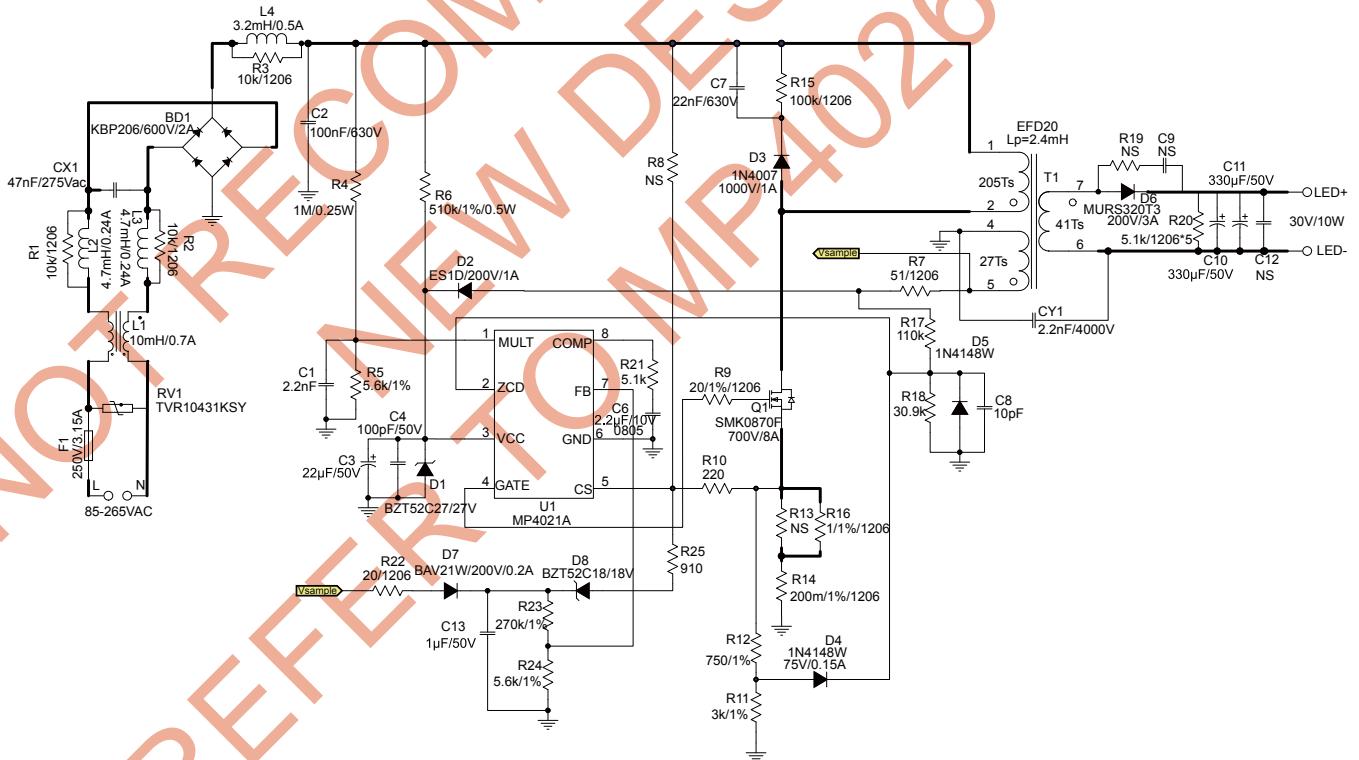 L4
3.2mH/0.5A
R3
10k/1206
BD1
KBP206/600V/2A
C2
100nF/630V
CX1
47nF/275Vac
R1
10k/1206
L2
4.7mH/0.24A
L3
4.7mH/0.24A
R2
10k/1206
L1
10mH/0.7A
RV1
TVR10431KSY
F1
250V/3.15A
L
N
85-265VAC
R4
1M/0.25W
R6
510k/1%/0.5W
R8
NS
C7
22nF/630V
R15
100k/1206
D3
1N4007
1000V/1A
EFD20
Lp=2.4mH
1
205Ts
2
4
27Ts
5
T1
7
41Ts
6
R19
NS
C9
NS
D6
MURS320T3
200V/3A
C11
330µF/50V
R20
5.1k/1206*5
C10
330µF/50V
C12
NS
LED+
30V/10W
LED-
Vsample
R7
51/1206
CY1
2.2nF/4000V
D2
ES1D/200V/1A
R17
110k
D5
1N4148W
R18
30.9k
C8
10pF
C1
2.2nF
R5
5.6k/1%
C4
100pF/50V
C3
22µF/50V
D1
BZT52C27/27V
1
MULT
2
ZCD
3
VCC
4
GATE
COMP
8
FB
7
GND
6
CS
5
U1
MP4021A
R21
5.1k
C6
2.2µF/10V
0805
R9
20/1%/1206
Q1
SMK0870F
700V/8A
R10
220
R13
NS
R16
1/1%/1206
R14
200m/1%/1206
R25
910
Vsample
R22
20/1206
D7
BAV21W/200V/0.2A
D8
BZT52C18/18V
C13
1µF/50V
R23
270k/1%
R24
5.6k/1%
R12
750/1%
D4
1N4148W
75V/0.15A
R11
3k/1%
NOT RECOM
NEW DES
REFER TO MP4026